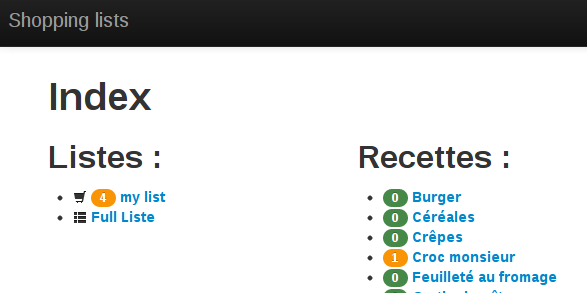 Shopping lists
Index
Listes :
4 my list
Full Liste
Recettes :
0 Burger
0 Céréales
0 Crêpes
1 Croc monsieur
0 Feuilleté au fromage